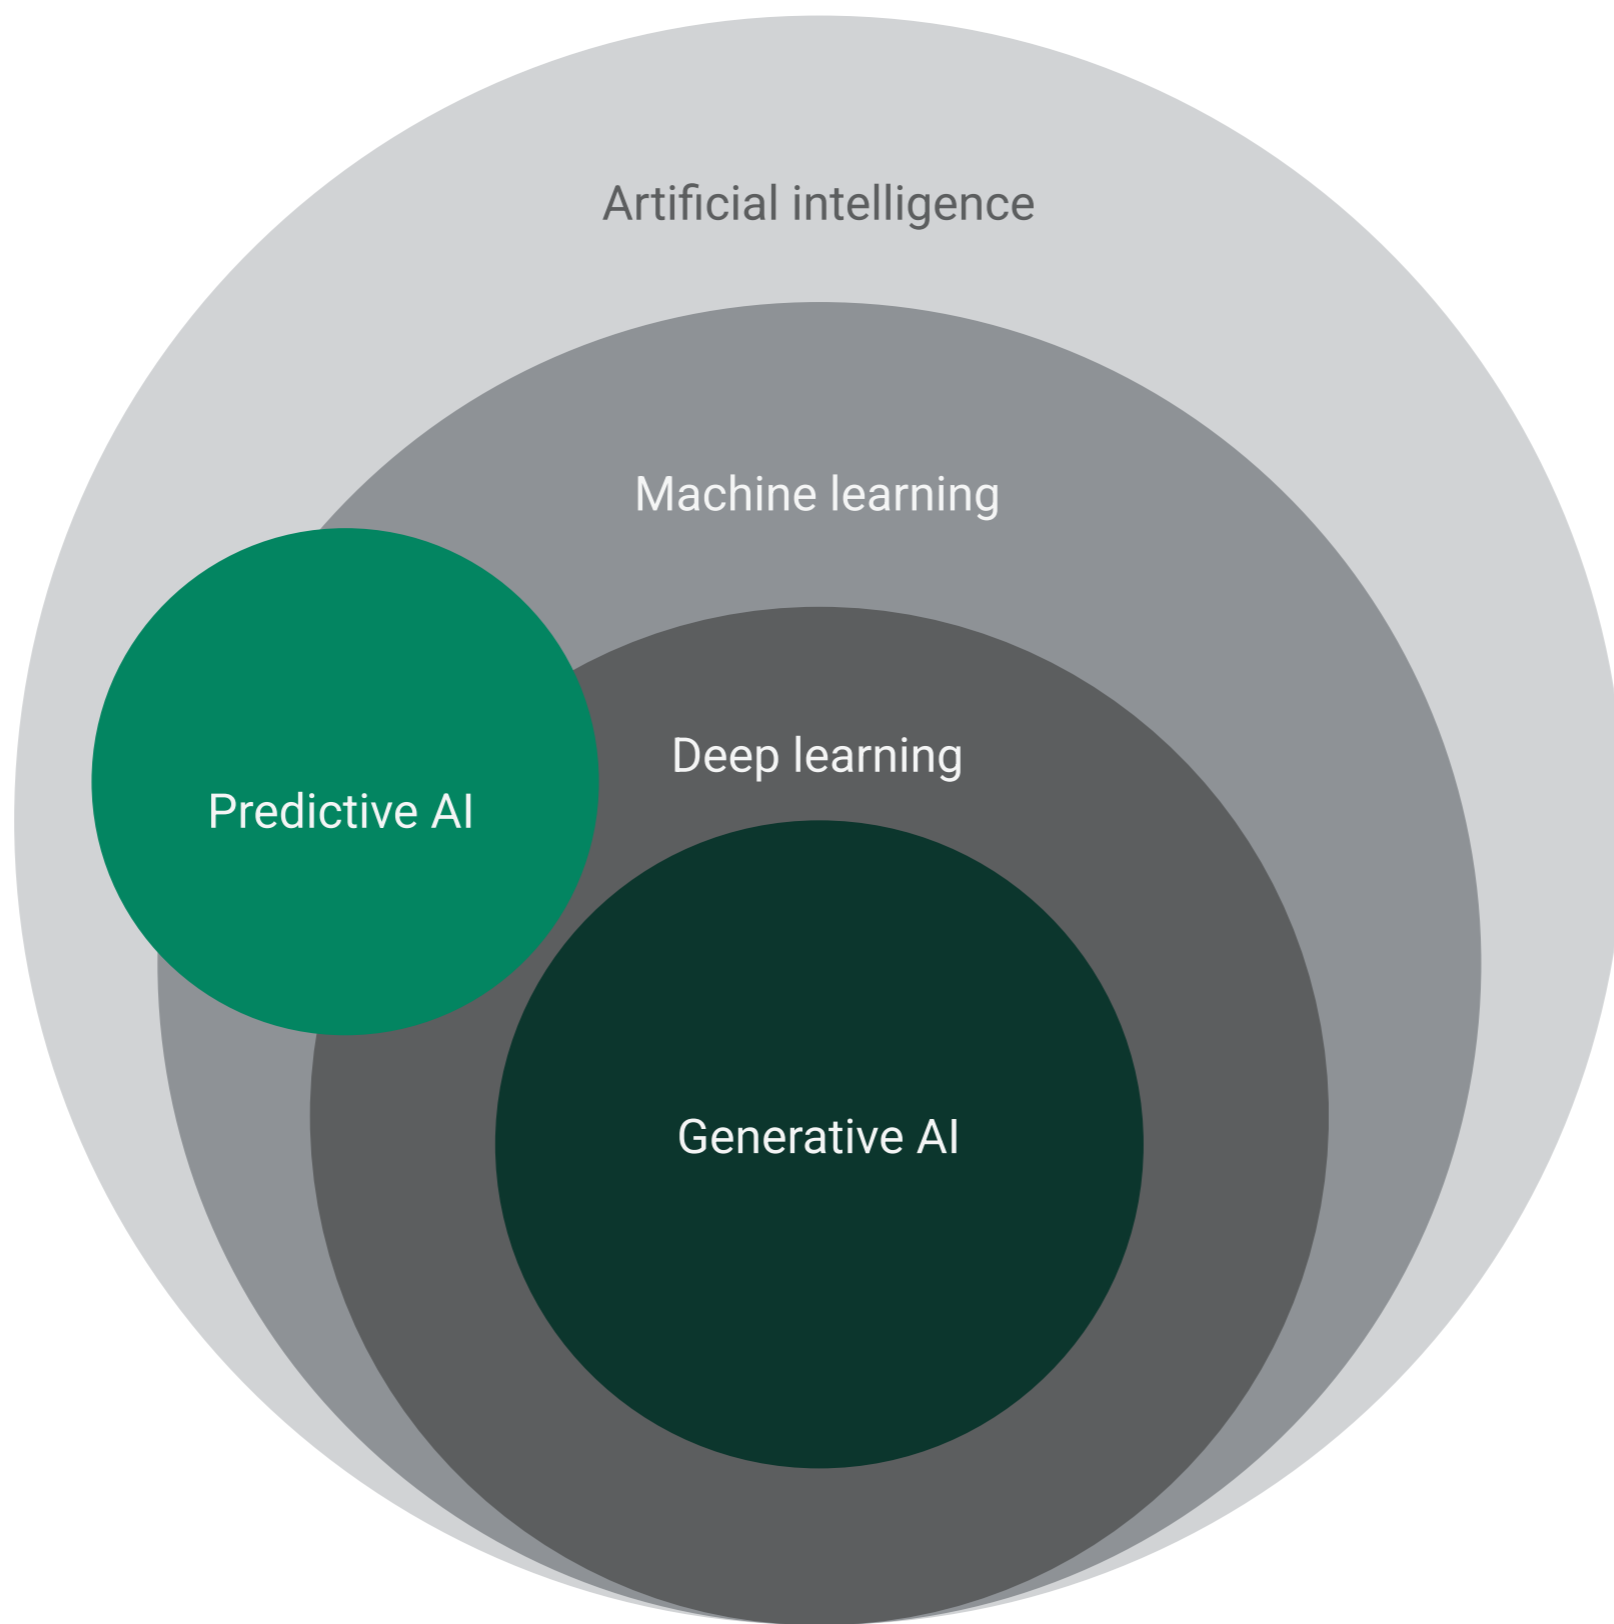 Artificial intelligence
Machine learning
Deep learning
Predictive AI
Generative AI